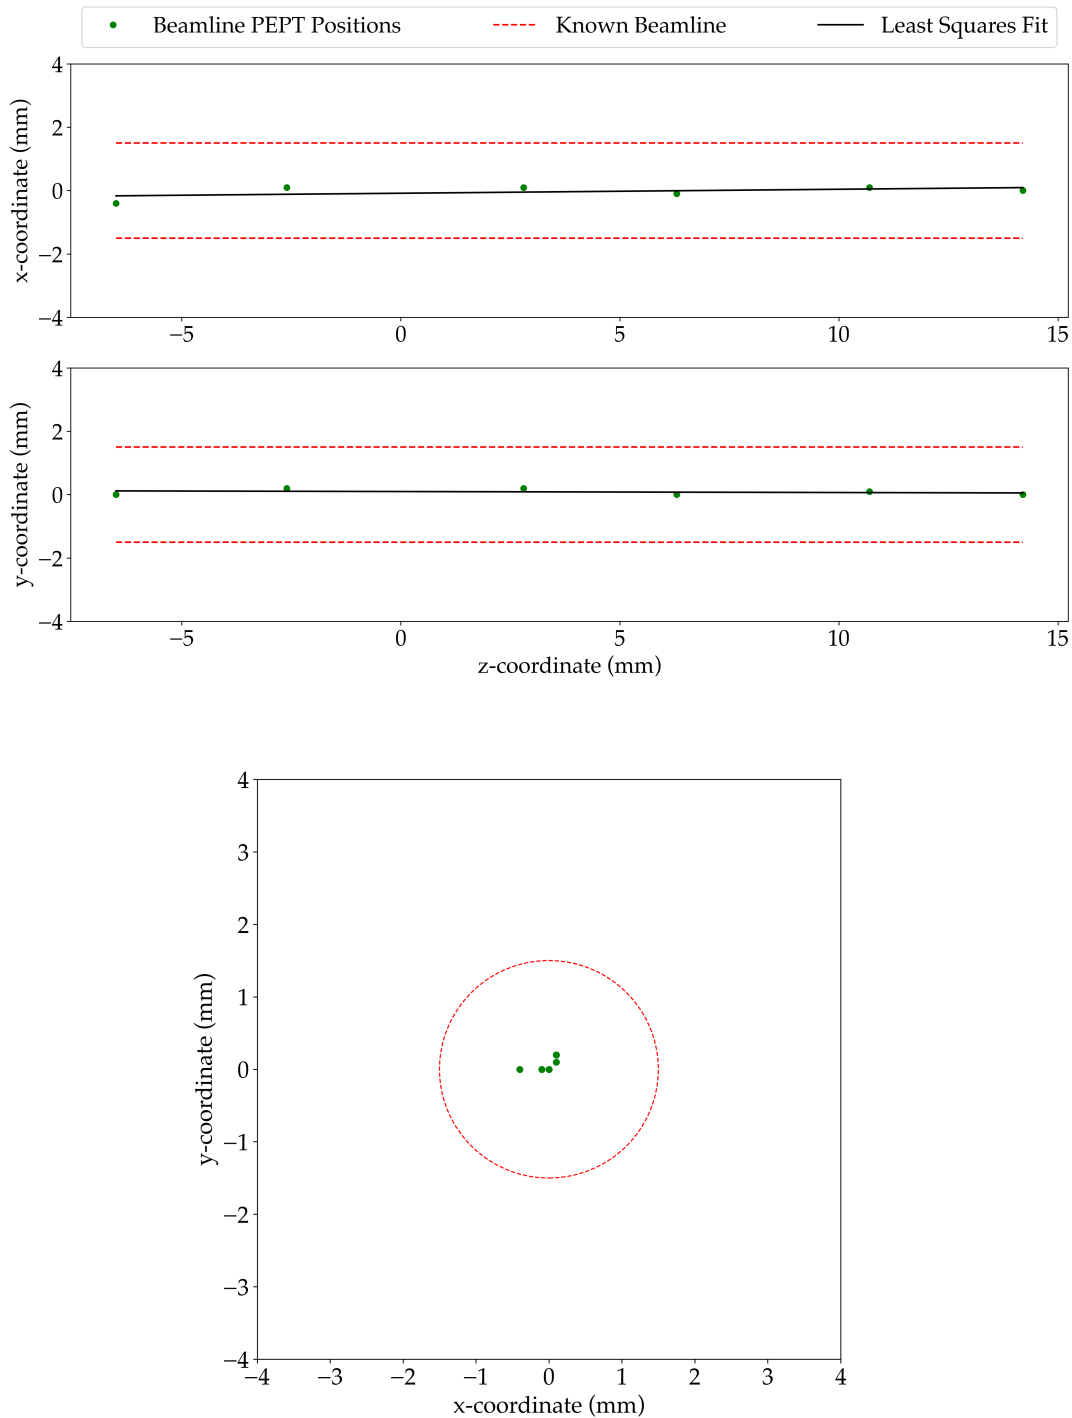 Beamline PEPT Positions Known Beamline Least Squares Fit
4
2
0
−2
−4
x-coordinate (mm)
−5 0 5 10 15
4
2
0
−2
−4
y-coordinate (mm)
−5 0 5 10 15
z-coordinate (mm)
4
3
2
1
0
−1
−2
−3
−4
y-coordinate (mm)
−4 −3 −2 −1 0 1 2 3 4
x-coordinate (mm)